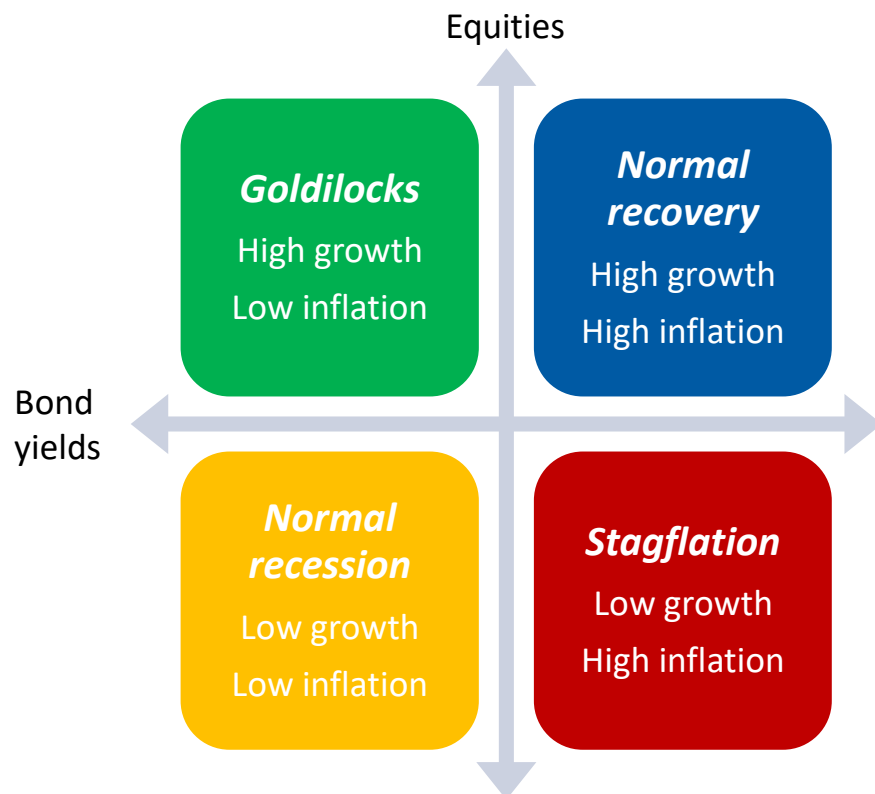 Equities
Goldilocks
High growth
Low inflation
Normal
recovery
High growth
High inflation
Bond
yields
Normal
recession
Low growth
Low inflation
Stagflation
Low growth
High inflation